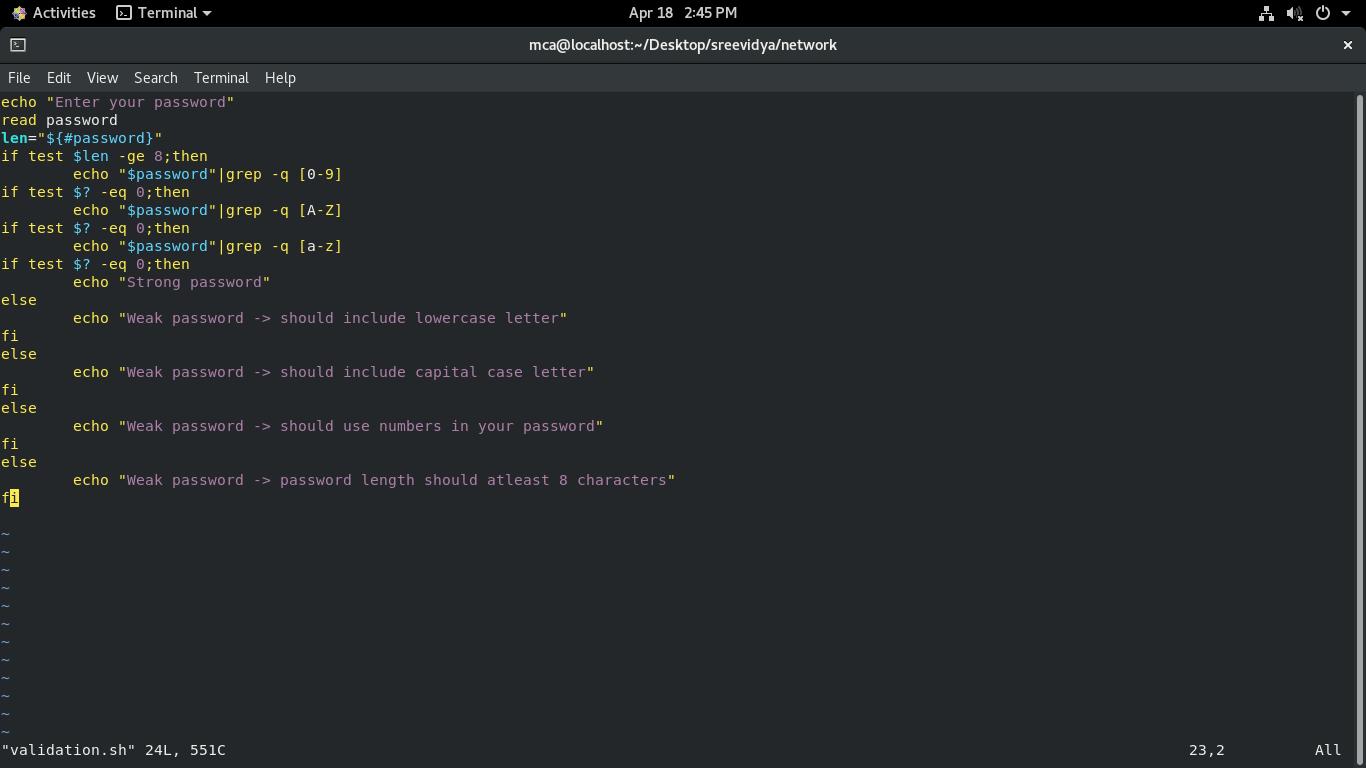 Activities Terminal Apr 18 2:45 PM
mca@localhost:~/Desktop/sreevidya/network ×
File Edit View Search Terminal Help
echo "Enter your password"
read password
len="${#password}"
if test $len -ge 8;then
        echo "$password"|grep -q [0-9]
if test $? -eq 0;then
        echo "$password"|grep -q [A-Z]
if test $? -eq 0;then
        echo "$password"|grep -q [a-z]
if test $? -eq 0;then
        echo "Strong password"
else
        echo "Weak password -> should include lowercase letter"
fi
else
        echo "Weak password -> should include capital case letter"
fi
else
        echo "Weak password -> should use numbers in your password"
fi
else
        echo "Weak password -> password length should atleast 8 characters"
fi
~
~
~
~
~
~
~
~
~
~
~
~
"validation.sh" 24L, 551C 23,2 All